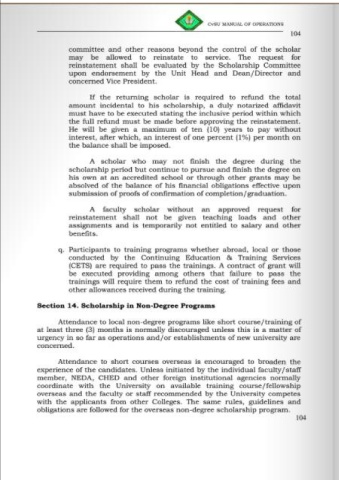 CVSU MANUAL OF OPERATIONS
104
committee and other reasons beyond the control of the scholar
may be allowed to reinstate to service. The request for
reinstatement shall be evaluated by the Scholarship Committee
upon endorsement by the Unit Head and Dean/Director and
concerned Vice President.
If the returning scholar is required to refund the total
amount incidental to his scholarship, a duly notarized affidavit
must have to be executed stating the inclusive period within which
the full refund must be made before approving the reinstatement.
He will be given a maximum of ten (10) years to pay without
interest, after which, an interest of one percent (1%) per month on
the balance shall be imposed.
A scholar who may not finish the degree during the
scholarship period but continue to pursue and finish the degree on
his own at an accredited school or through other grants may be
absolved of the balance of his financial obligations effective upon
submission of proofs of confirmation of completion/graduation.
A faculty scholar without an approved request for
reinstatement shall not be given teaching loads and other
assignments and is temporarily not entitled to salary and other
benefits.
q. Participants to training programs whether abroad, local or those
conducted by the Continuing Education & Training Services
(CETS) are required to pass the trainings. A contract of grant will
be executed providing among others that failure to pass the
trainings will require them to refund the cost of training fees and
other allowances received during the training.
Section 14. Scholarship in Non-Degree Programs
Attendance to local non-degree programs like short course/training of
at least three (3) months is normally discouraged unless this is a matter of
urgency in so far as operations and/or establishments of new university are
concerned.
Attendance to short courses overseas is encouraged to broaden the
experience of the candidates. Unless initiated by the individual faculty/staff
member, NEDA, CHED and other foreign institutional agencies normally
coordinate with the University on available training course/fellowship
overseas and the faculty or staff recommended by the University competes
with the applicants from other Colleges. The same rules, guidelines and
obligations are followed for the overseas non-degree scholarship program.
104